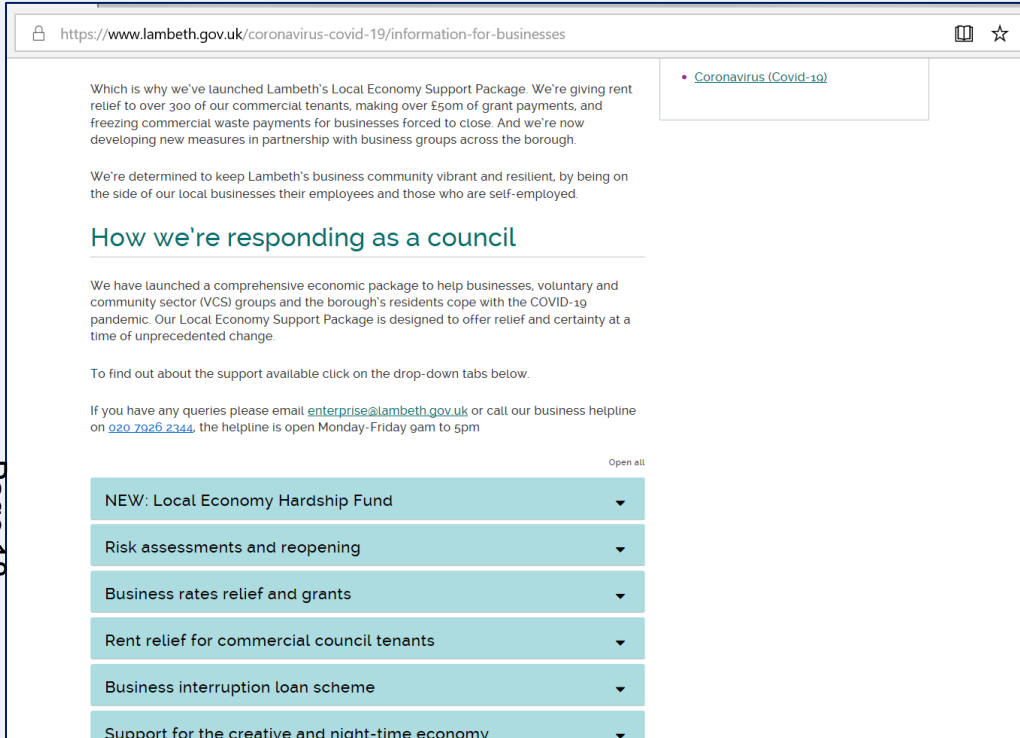 https://www.lambeth.gov.uk/coronavirus-covid-19/information-for-businesses
Which is why we've launched Lambeth's Local Economy Support Package. We're giving rent
relief to over 300 of our commercial tenants, making over £50m of grant payments, and
freezing commercial waste payments for businesses forced to close. And we're now
developing new measures in partnership with business groups across the borough.
We're determined to keep Lambeth's business community vibrant and resilient, by being on
the side of our local businesses their employees and those who are self-employed.
• Coronavirus (Covid-19)
How we're responding as a council
We have launched a comprehensive economic package to help businesses, voluntary and
community sector (VCS) groups and the borough's residents cope with the COVID-19
pandemic. Our Local Economy Support Package is designed to offer relief and certainty at a
time of unprecedented change.
To find out about the support available click on the drop-down tabs below.
If you have any queries please email enterprise@lambeth.gov.uk or call our business helpline
on 020 7926 2344, the helpline is open Monday-Friday 9am to 5pm
Open all
NEW: Local Economy Hardship Fund
Risk assessments and reopening
Business rates relief and grants
Rent relief for commercial council tenants
Business interruption loan scheme
Support for the creative and night-time economy